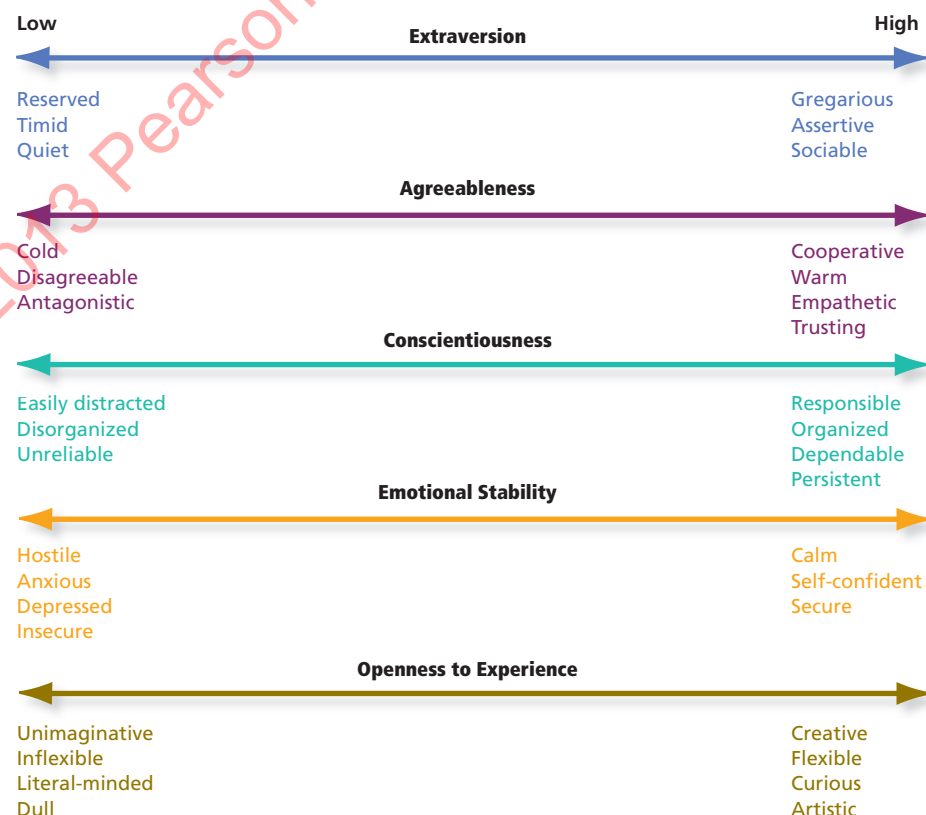 Low
High
Extraversion
Reserved
Timid
Quiet
Gregarious
Assertive
Sociable
Agreeableness
Cold
Disagreeable
Antagonistic
Cooperative
Warm
Empathetic
Trusting
Conscientiousness
Easily distracted
Disorganized
Unreliable
Responsible
Organized
Dependable
Persistent
Emotional Stability
Hostile
Anxious
Depressed
Insecure
Calm
Self-confident
Secure
Openness to Experience
Unimaginative
Inflexible
Literal-minded
Dull
Creative
Flexible
Curious
Artistic
2013 Pearson